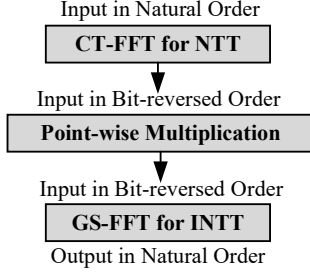 Input in Natural Order
CT-FFT for NTT
Input in Bit-reversed Order
Point-wise Multiplication
Input in Bit-reversed Order
GS-FFT for INTT
Output in Natural Order